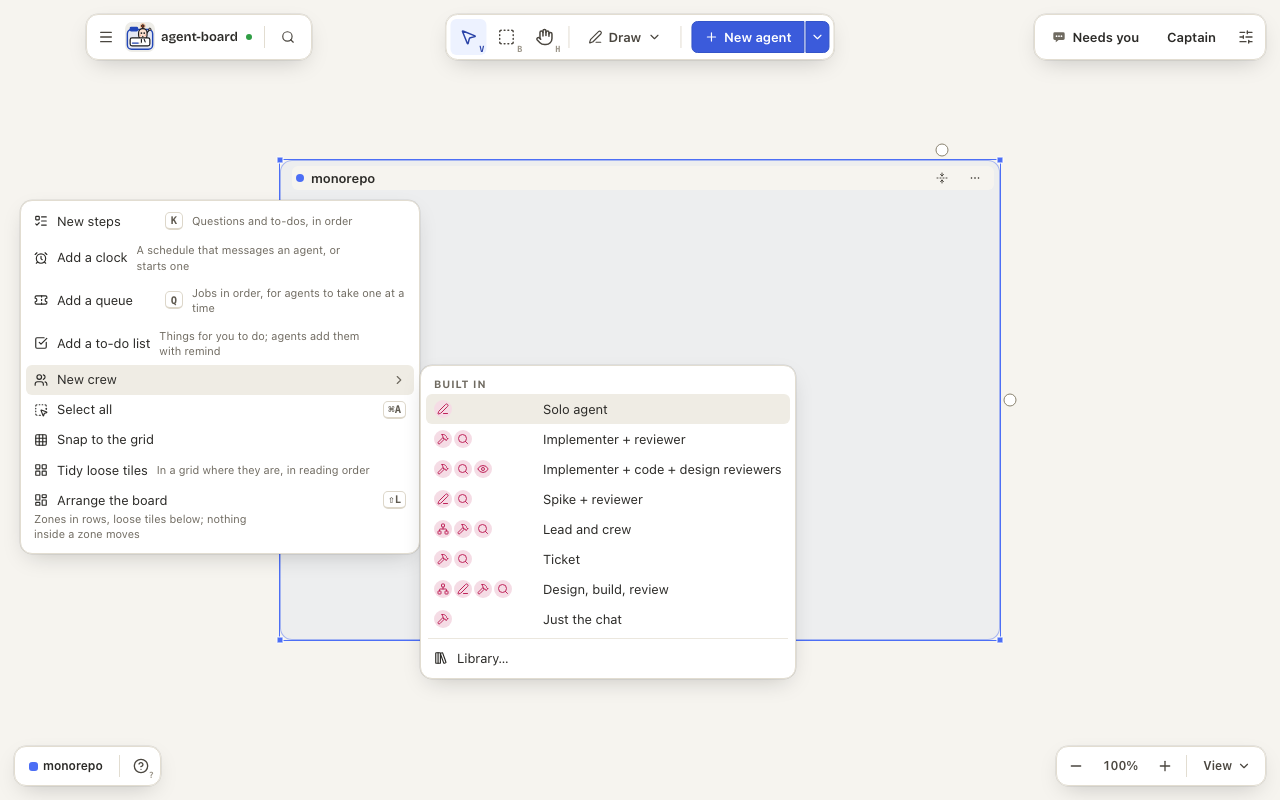 agent-board
V
B
H
Draw
New agent
Needs you
Captain
monorepo
New steps K Questions and to-dos, in order
Add a clock A schedule that messages an agent, or
starts one
Add a queue Q Jobs in order, for agents to take one at a
time
Add a to-do list Things for you to do; agents add them
with remind
New crew
Select all ⌘A
Snap to the grid
Tidy loose tiles In a grid where they are, in reading order
Arrange the board ⇧L
Zones in rows, loose tiles below; nothing
inside a zone moves
BUILT IN
Solo agent
Implementer + reviewer
Implementer + code + design reviewers
Spike + reviewer
Lead and crew
Ticket
Design, build, review
Just the chat
Library...
monorepo
?
100%
View